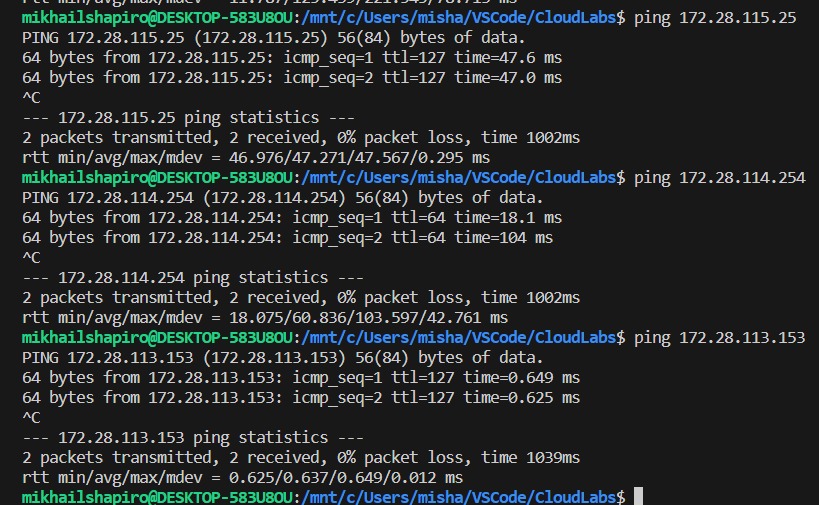 mikhailshapiro@DESKTOP-583U8OU:/mnt/c/Users/misha/VSCode/CloudLabs$ ping 172.28.115.25
PING 172.28.115.25 (172.28.115.25) 56(84) bytes of data.
64 bytes from 172.28.115.25: icmp_seq=1 ttl=127 time=47.6 ms
64 bytes from 172.28.115.25: icmp_seq=2 ttl=127 time=47.0 ms
^C
--- 172.28.115.25 ping statistics ---
2 packets transmitted, 2 received, 0% packet loss, time 1002ms
rtt min/avg/max/mdev = 46.976/47.271/47.567/0.295 ms
mikhailshapiro@DESKTOP-583U8OU:/mnt/c/Users/misha/VSCode/CloudLabs$ ping 172.28.114.254
PING 172.28.114.254 (172.28.114.254) 56(84) bytes of data.
64 bytes from 172.28.114.254: icmp_seq=1 ttl=64 time=18.1 ms
64 bytes from 172.28.114.254: icmp_seq=2 ttl=64 time=104 ms
^C
--- 172.28.114.254 ping statistics ---
2 packets transmitted, 2 received, 0% packet loss, time 1002ms
rtt min/avg/max/mdev = 18.075/60.836/103.597/42.761 ms
mikhailshapiro@DESKTOP-583U8OU:/mnt/c/Users/misha/VSCode/CloudLabs$ ping 172.28.113.153
PING 172.28.113.153 (172.28.113.153) 56(84) bytes of data.
64 bytes from 172.28.113.153: icmp_seq=1 ttl=127 time=0.649 ms
64 bytes from 172.28.113.153: icmp_seq=2 ttl=127 time=0.625 ms
^C
--- 172.28.113.153 ping statistics ---
2 packets transmitted, 2 received, 0% packet loss, time 1039ms
rtt min/avg/max/mdev = 0.625/0.637/0.649/0.012 ms
mikhailshapiro@DESKTOP-583U8OU:/mnt/c/Users/misha/VSCode/CloudLabs$